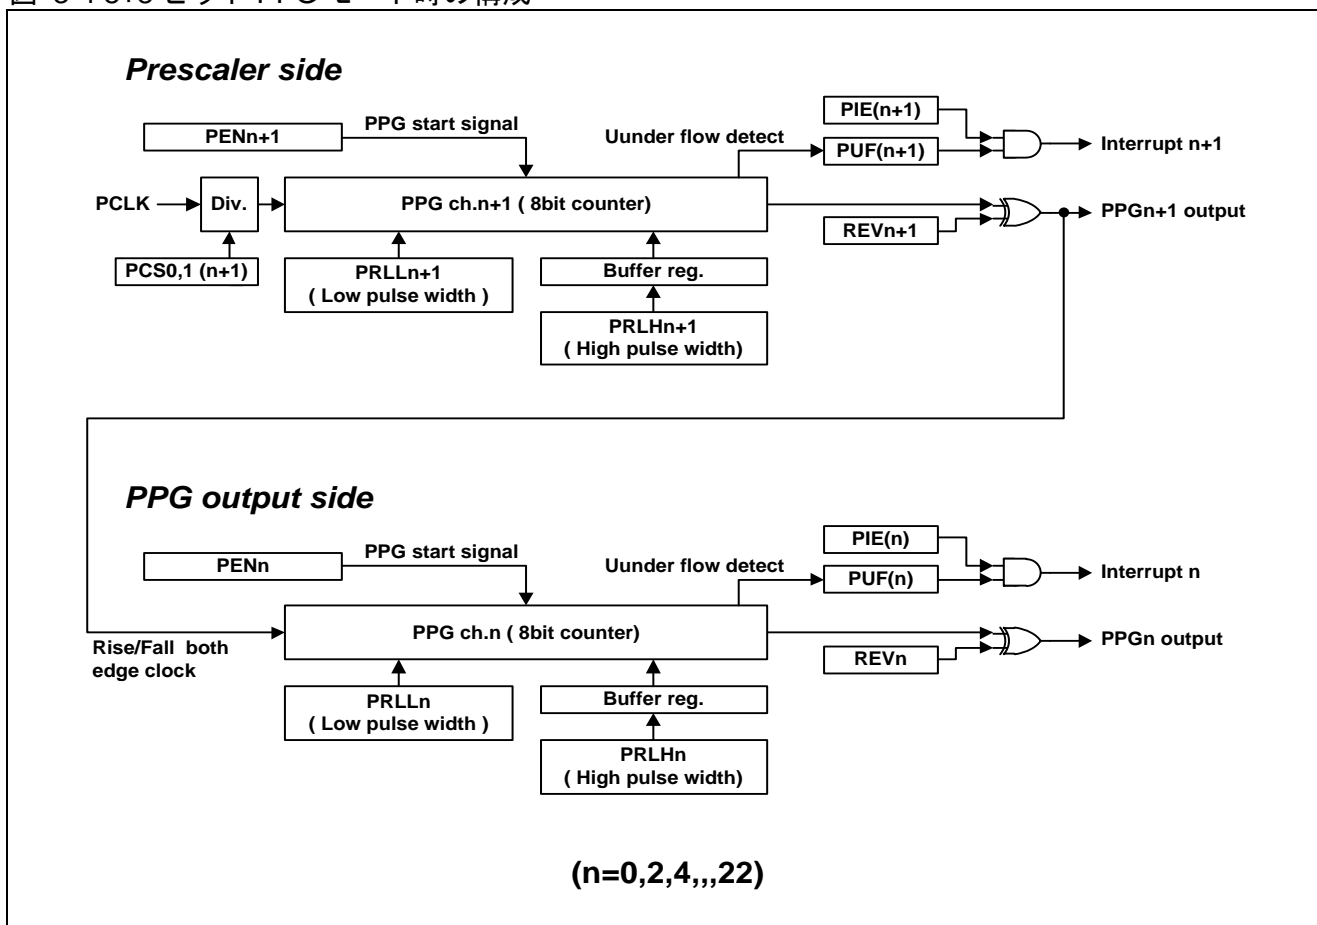 Prescaler side
PIE(n+1)
PENn+1
PPG start signal
Uunder flow detect
PUF(n+1)
Interrupt n+1
PCLK
Div.
PPG ch.n+1 ( 8bit counter)
PPGn+1 output
REVn+1
PCS0,1 (n+1)
PRLLn+1
( Low pulse width )
Buffer reg.
PRLHn+1
( High pulse width)
PPG output side
PIE(n)
PENn
PPG start signal
Uunder flow detect
PUF(n)
Interrupt n
PPG ch.n ( 8bit counter)
PPGn output
Rise/Fall both
edge clock
REVn
PRLLn
( Low pulse width )
Buffer reg.
PRLHn
( High pulse width)
(n=0,2,4,,,22)